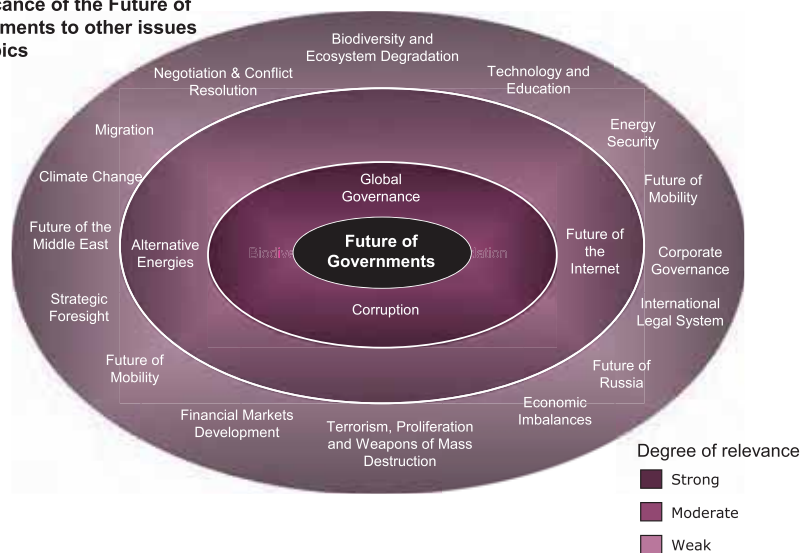 cance of the Future of
ments to other issues
pics
Biodiversity and
Ecosystem Degradation
Negotiation & Conflict
Resolution
Technology and
Education
Migration
Energy
Security
Climate Change
Future of
Mobility
Global
Governance
Future of the
Middle East
Alternative
Energies
Biodive
Future of
Governments
dation
Future of
the
Internet
Corporate
Governance
Strategic
Foresight
Corruption
International
Legal System
Future of
Mobility
Future of
Russia
Financial Markets
Development
Economic
Imbalances
Terrorism, Proliferation
and Weapons of Mass
Destruction
Degree of relevance
Strong
Moderate
Weak